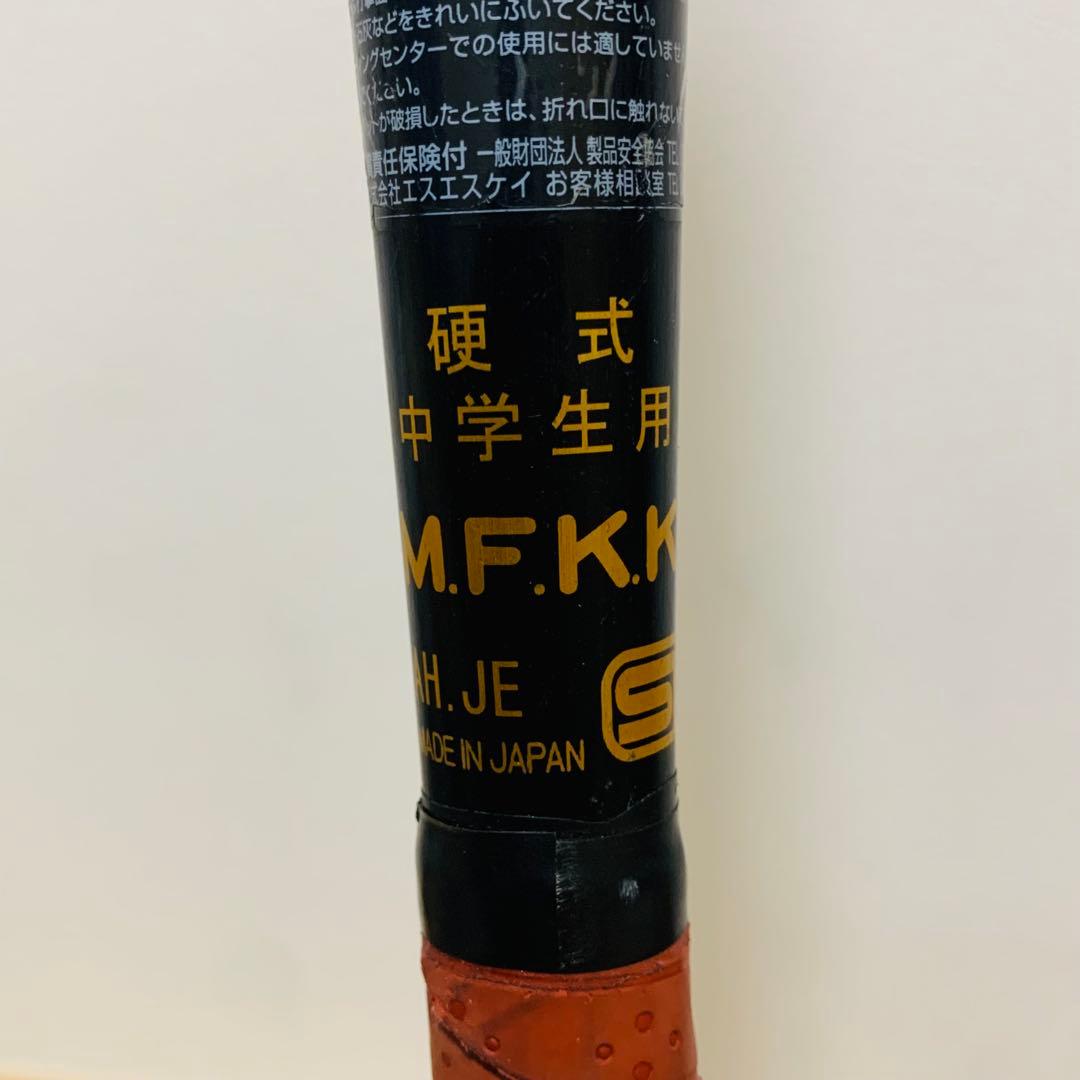 灰などをきれいにふいてください。
ングセンターでの使用には適していませ
ください。
トが破損したときは、折れ口に触れない
責任保険付 一般財団法人 製品安全協会 TEL
式会社エスエスケイ お客様相談室 TEL
硬 式
中学生用
M.F.K.K
AH.JE
S
MADE IN JAPAN